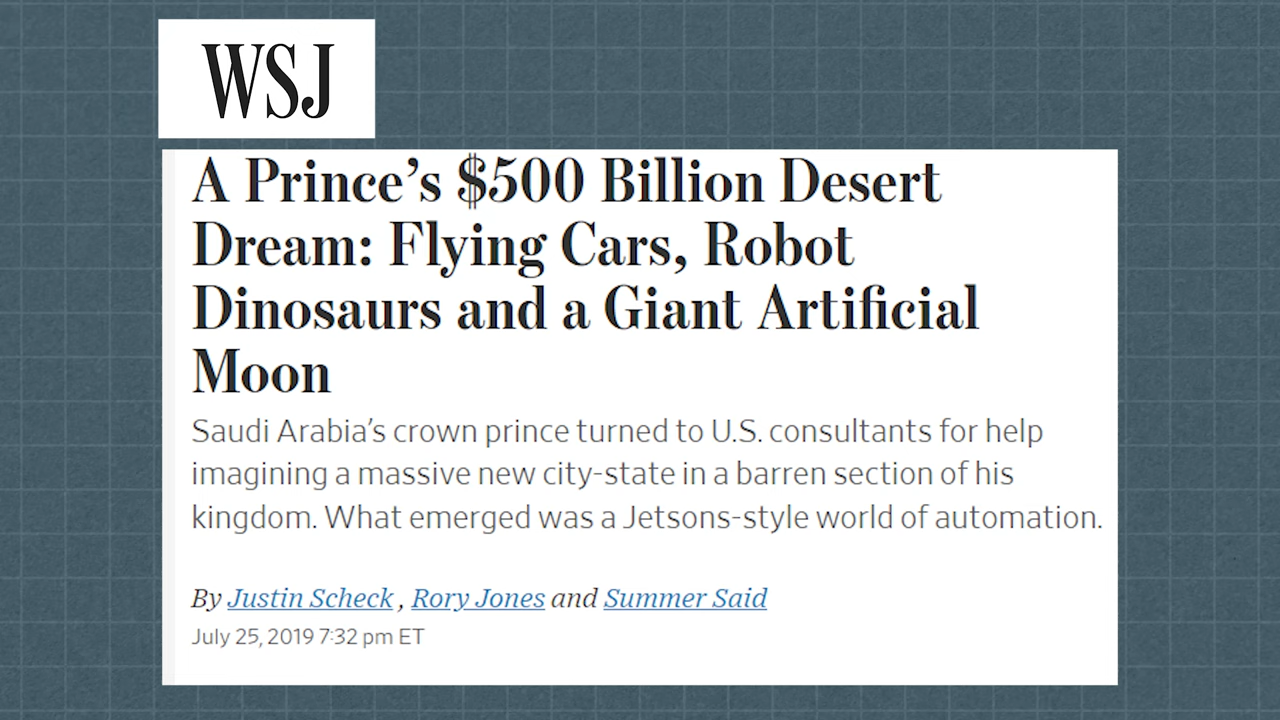 WSJ
A Prince’s $500 Billion Desert
Dream: Flying Cars, Robot
Dinosaurs and a Giant Artificial
Moon
Saudi Arabia’s crown prince turned to U.S. consultants for help
imagining a massive new city-state in a barren section of his
kingdom. What emerged was a Jetsons-style world of automation.
By Justin Scheck , Rory Jones and Summer Said
July 25, 2019 7:32 pm ET